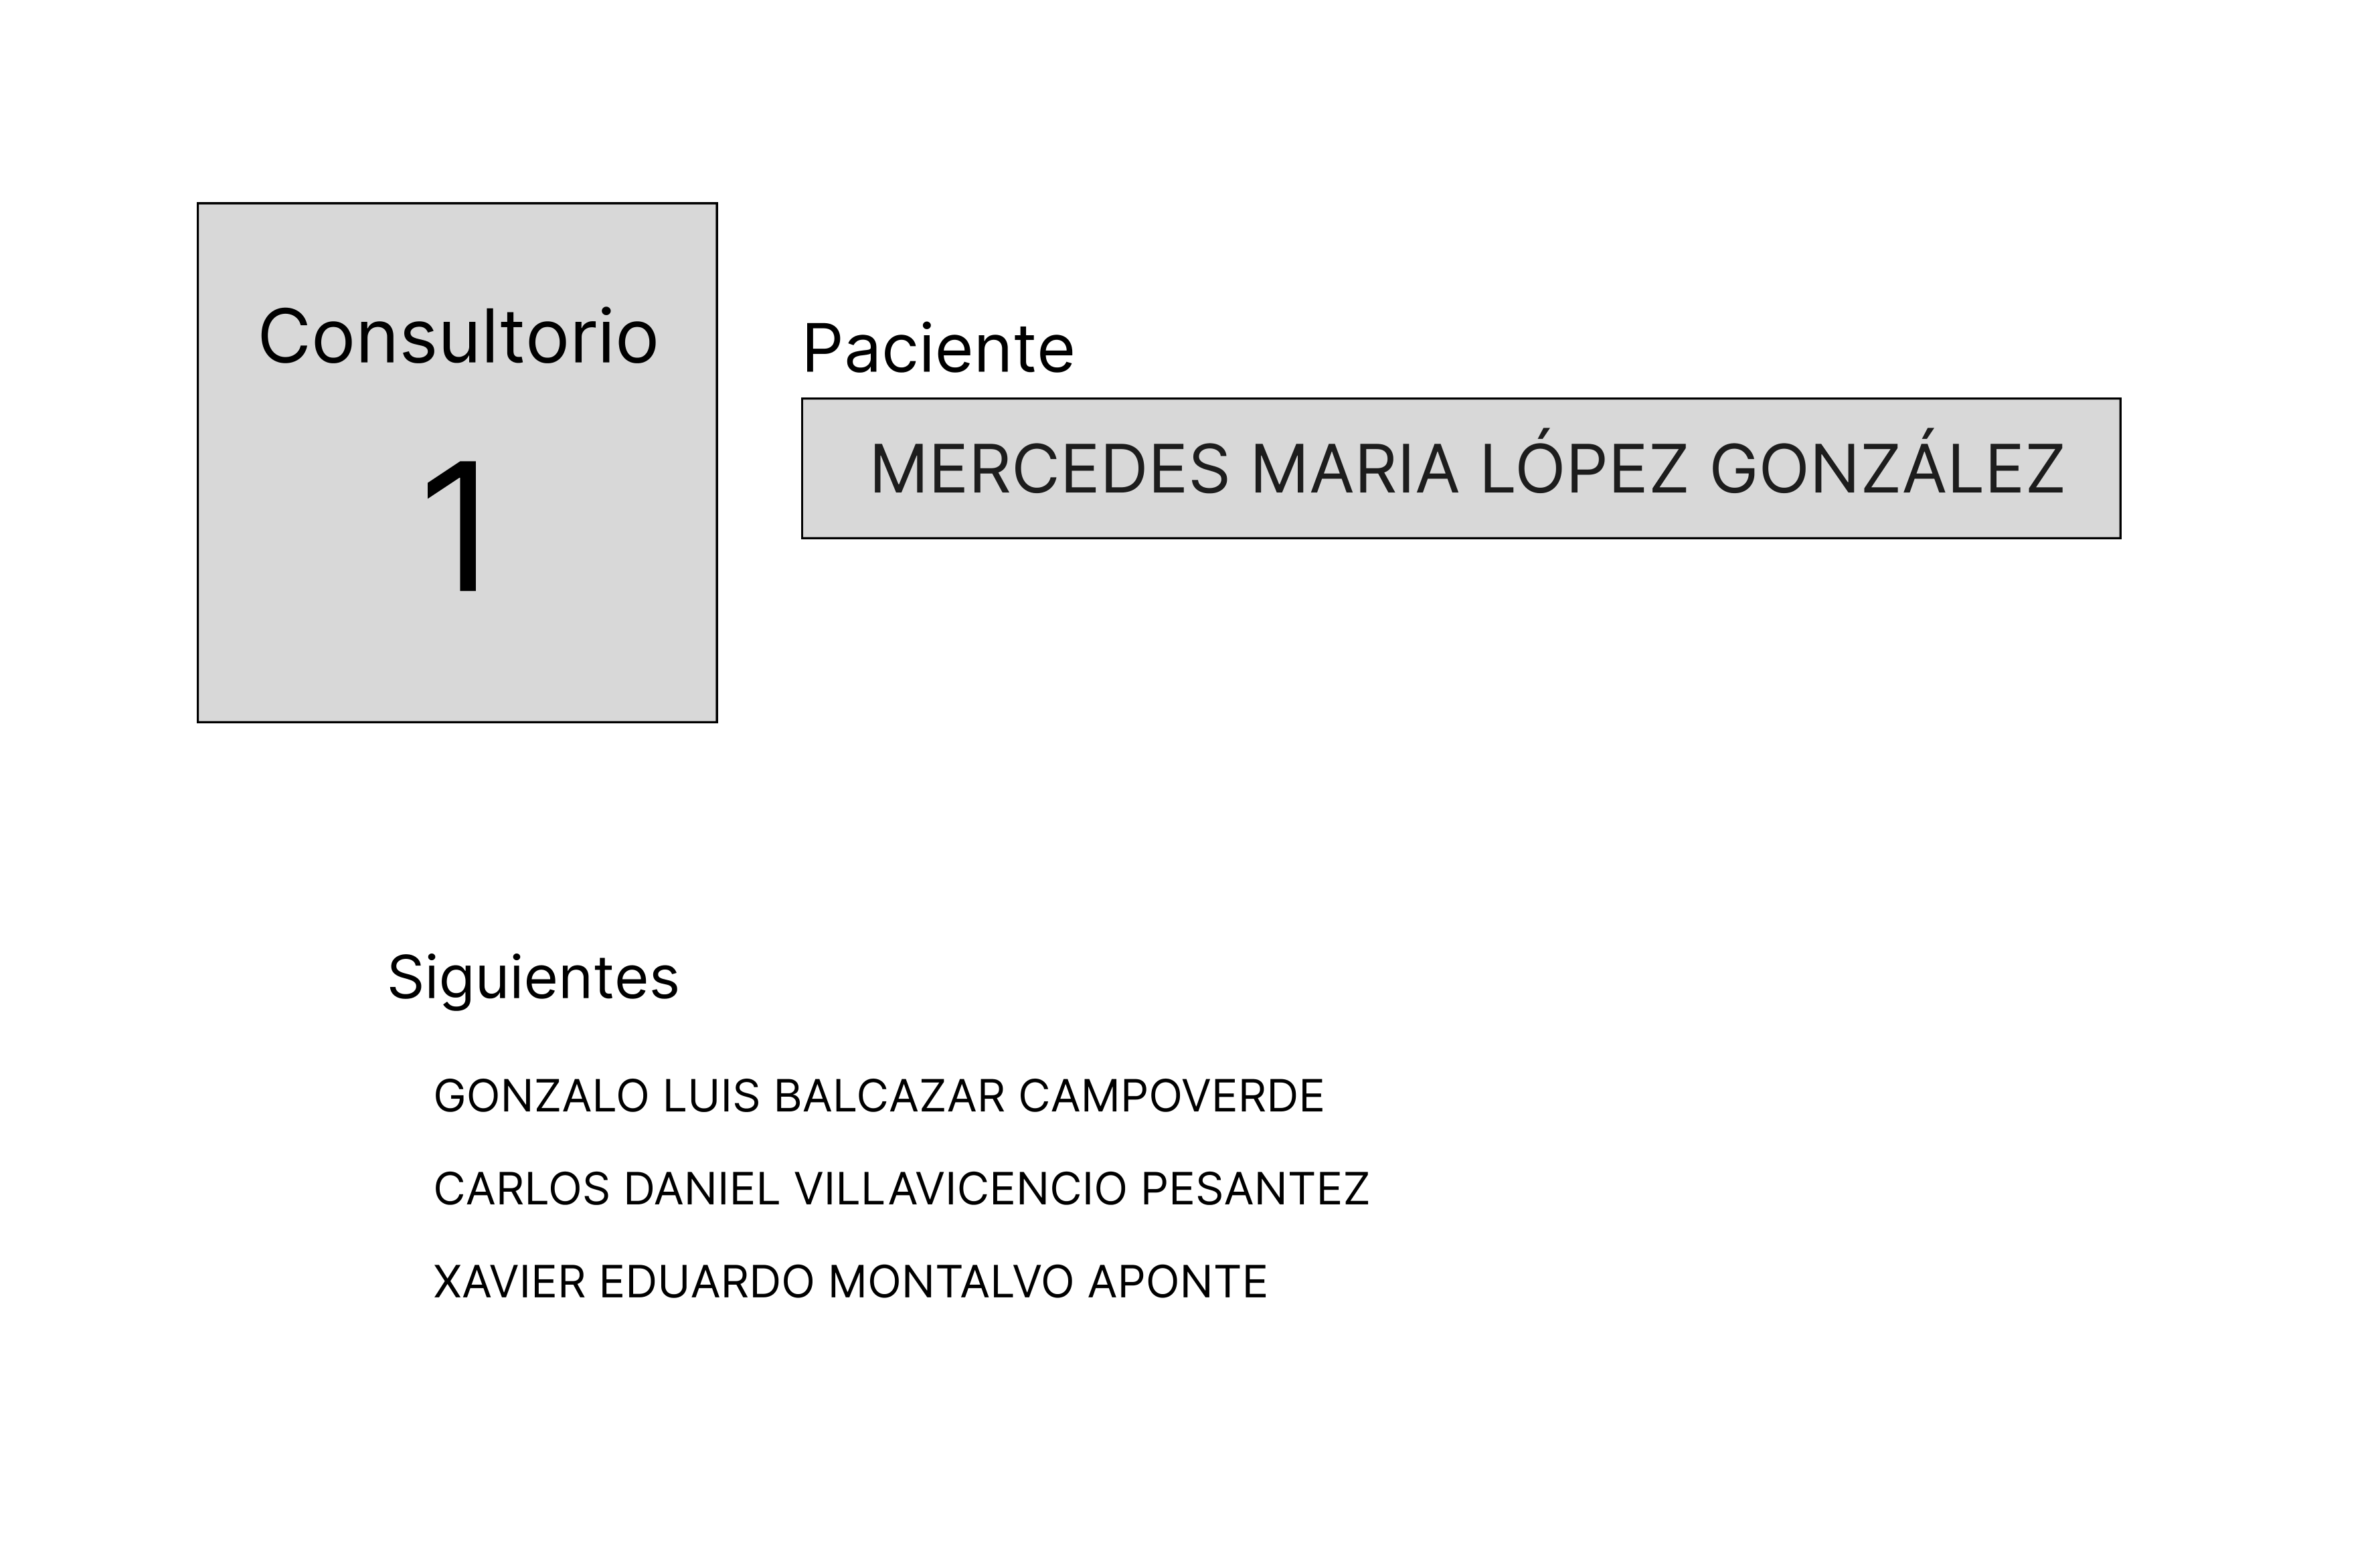 Consultorio
1
Paciente
MERCEDES MARIA LÓPEZ GONZÁLEZ
Siguientes
GONZALO LUIS BALCAZAR CAMPOVERDE
CARLOS DANIEL VILLAVICENCIO PESANTEZ
XAVIER EDUARDO MONTALVO APONTE